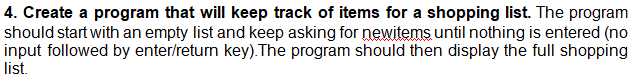 4. Create a program that will keep track of items for a shopping list. The program
should start with an empty list and keep asking for newitems until nothing is entered (no
input followed by enter/return key).The program should then display the full shopping
list.